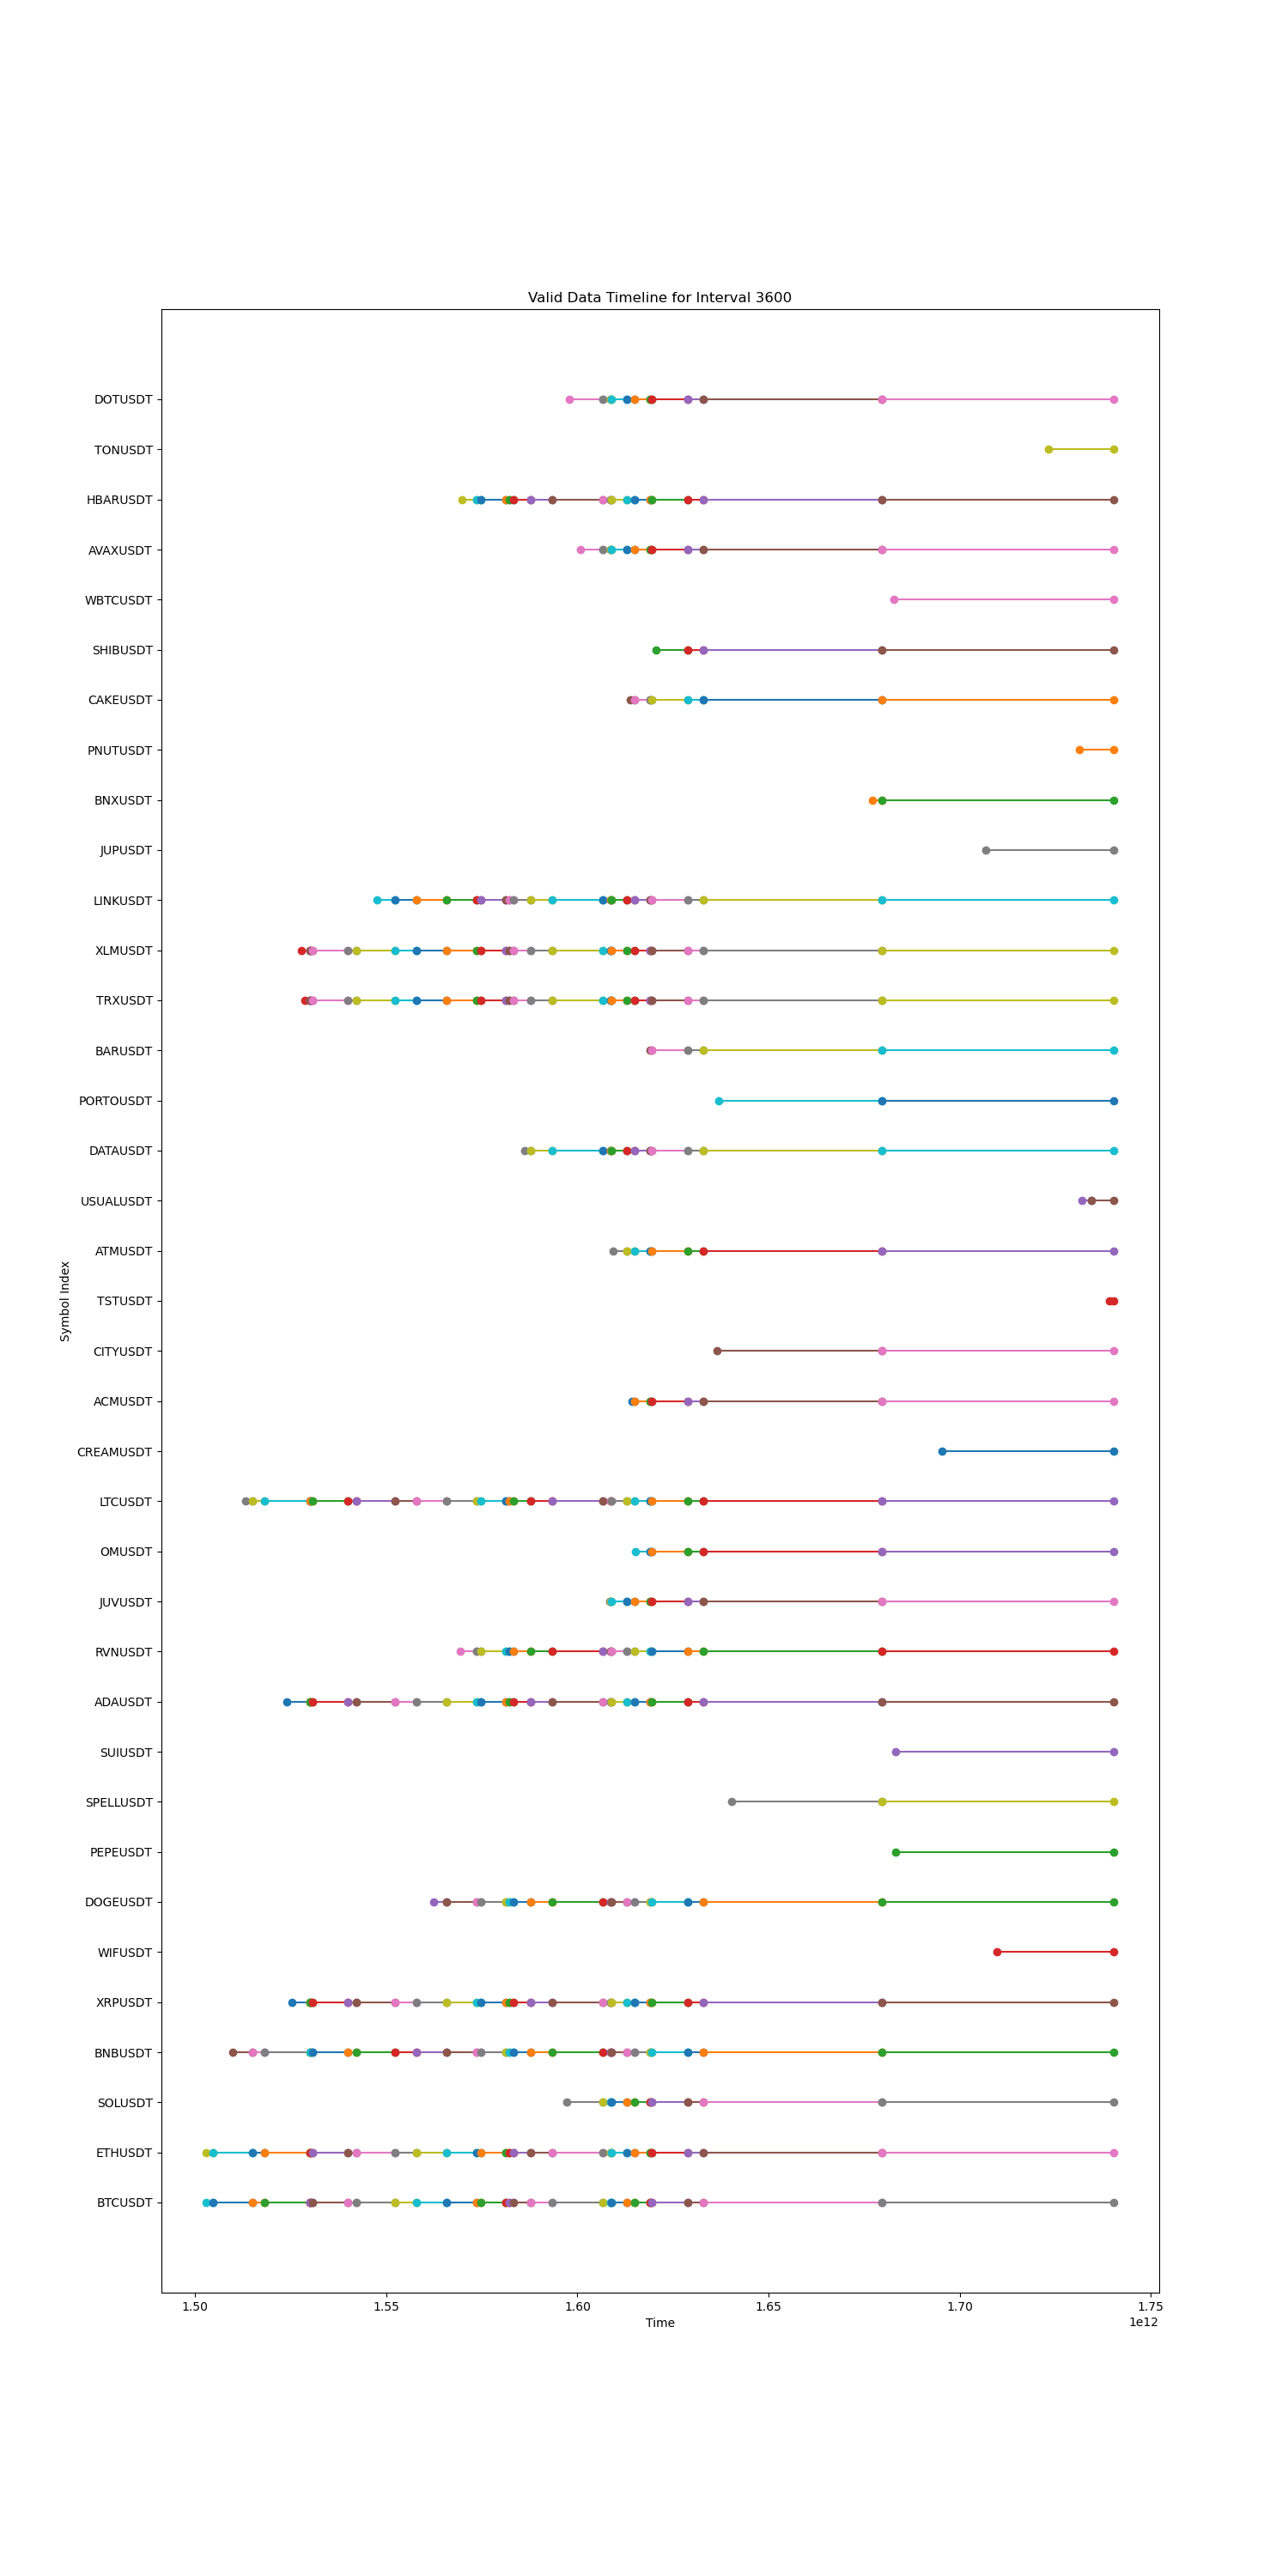 Valid Data Timeline for Interval 3600
DOTUSDT
TONUSDT
HBARUSDT
AVAXUSDT
WBTCUSDT
SHIBUSDT
CAKEUSDT
PNUTUSDT
BNXUSDT
JUPUSDT
LINKUSDT
XLMUSDT
TRXUSDT
BARUSDT
PORTOUSDT
DATAUSDT
USUALUSDT
ATMUSDT
TSTUSDT
CITYUSDT
ACMUSDT
CREAMUSDT
LTCUSDT
OMUSDT
JUVUSDT
RVNUSDT
ADAUSDT
SUIUSDT
SPELLUSDT
PEPEUSDT
DOGEUSDT
WIFUSDT
XRPUSDT
BNBUSDT
SOLUSDT
ETHUSDT
BTCUSDT
Symbol Index
1.50 1.55 1.60 1.65 1.70 1.75
Time
1e12